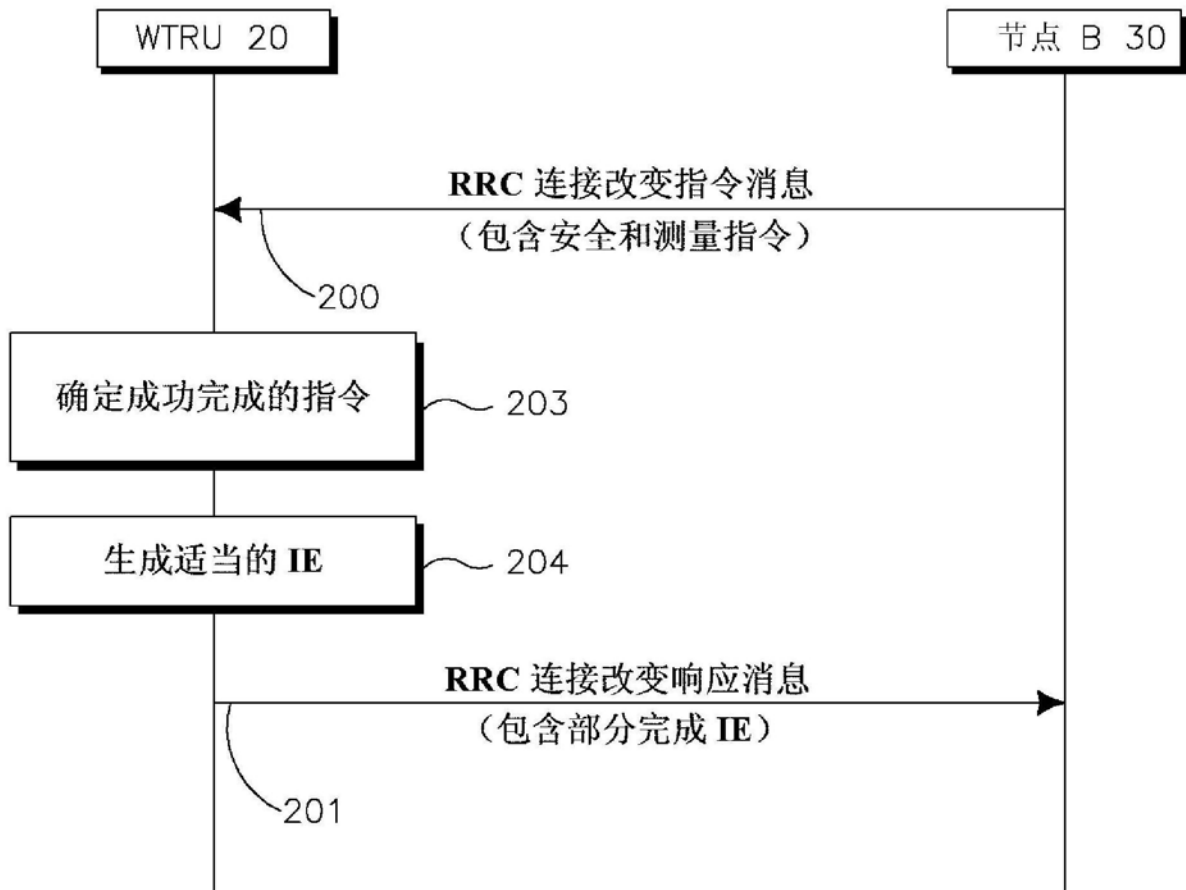 WTRU 20
节点 B 30
RRC 连接改变指令消息
（包含安全和测量指令）
200
确定成功完成的指令
203
生成适当的 IE
204
RRC 连接改变响应消息
（包含部分完成 IE）
201